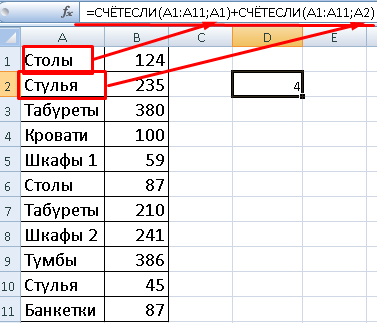 fx =СЧЁТЕСЛИ(A1:A11;A1)+СЧЁТЕСЛИ(A1:A11;A2)
A B C D E
1 Столы 124
2 Стулья 235 4
3 Табуреты 380
4 Кровати 100
5 Шкафы 1 59
6 Столы 87
7 Табуреты 210
8 Шкафы 2 241
9 Тумбы 386
10 Стулья 45
11 Банкетки 87